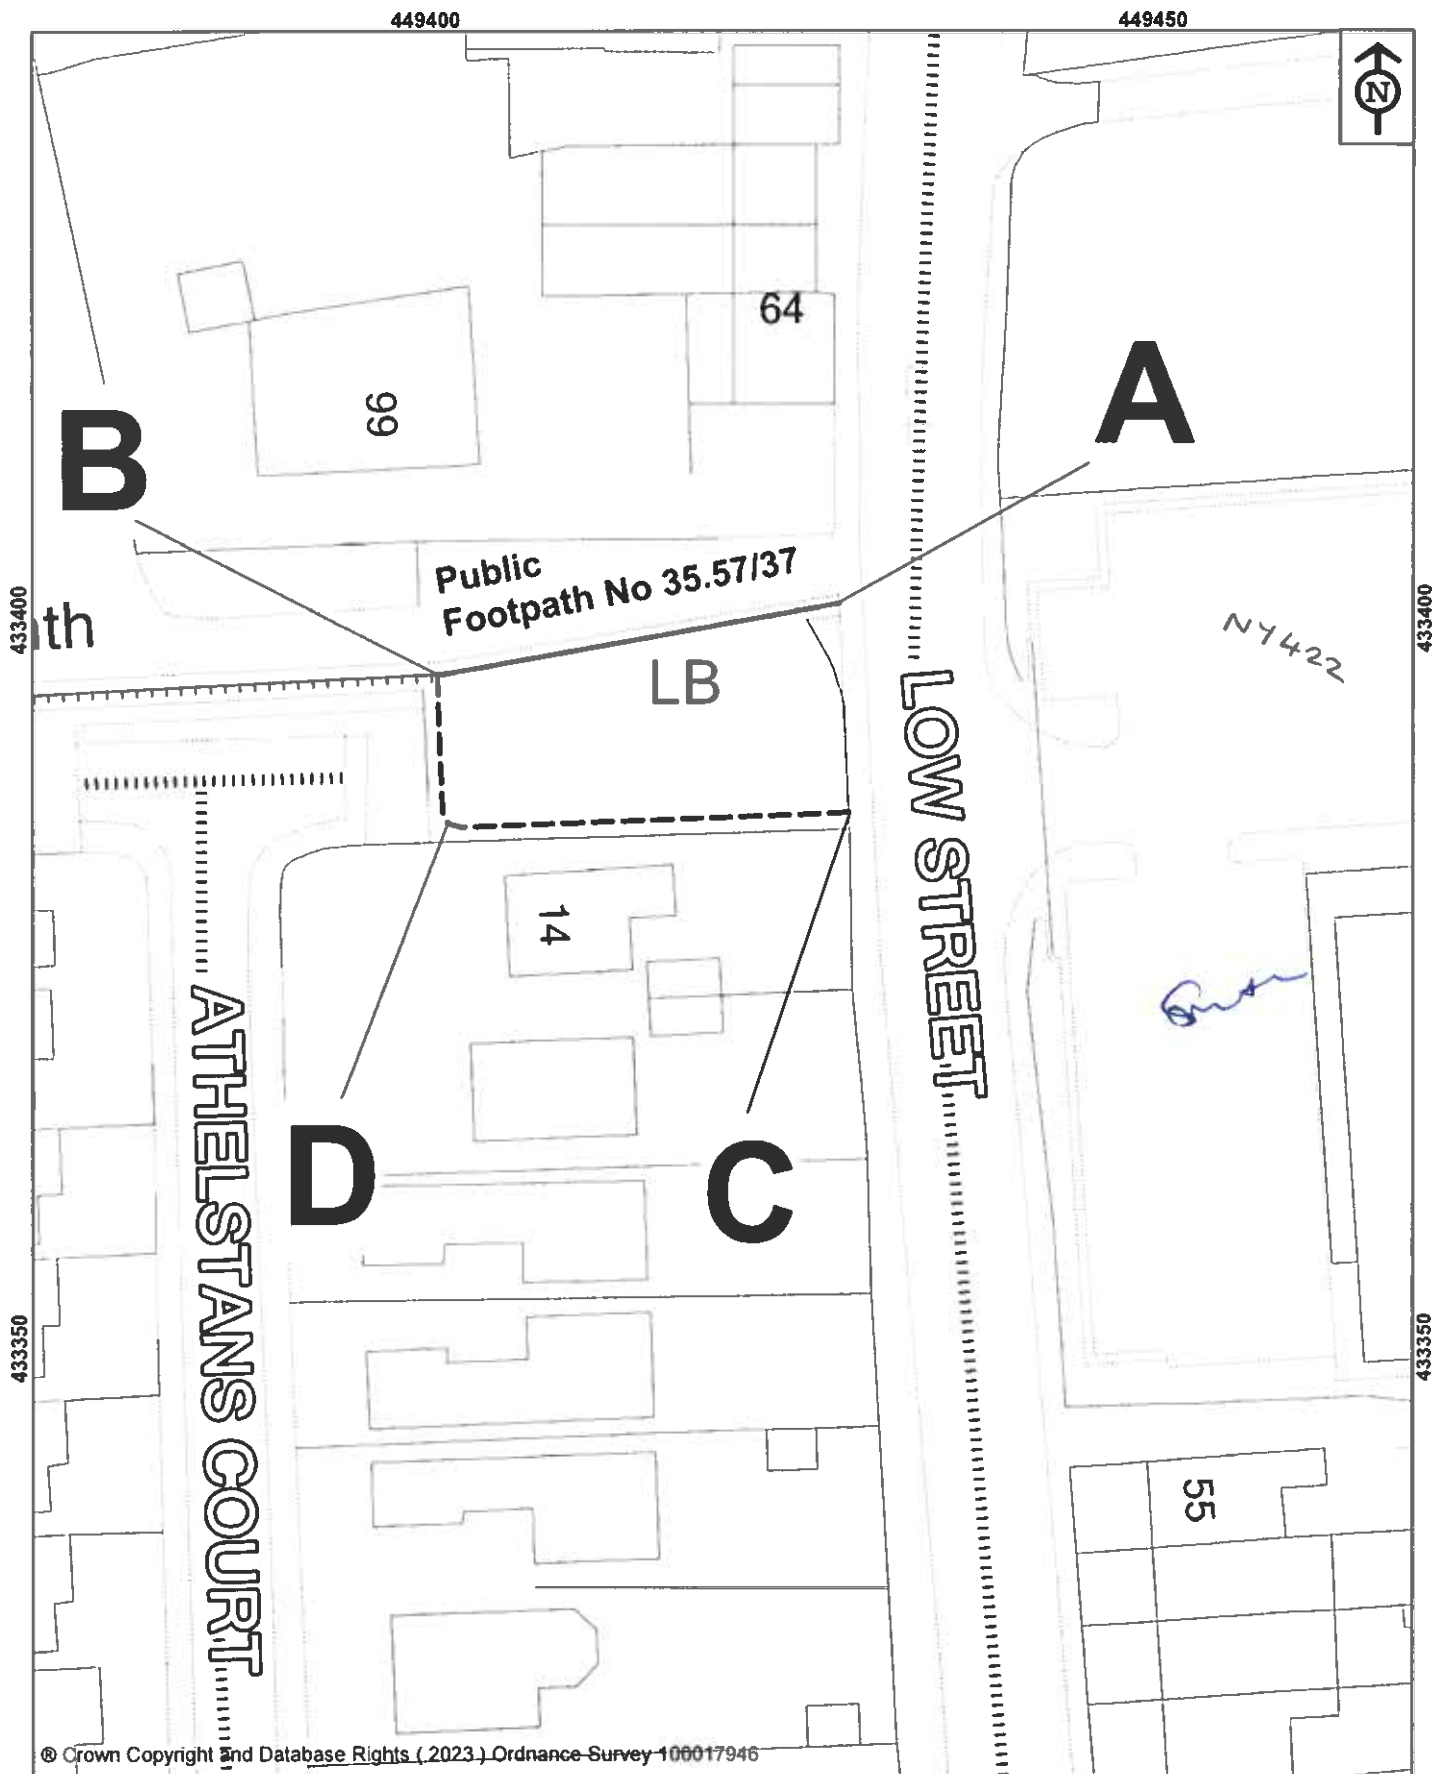 449400
449450
N
64
66
A
B
Public
Footpath No 35.57/37
433400
433400
th
NY422
LB
LOW STREET
14
ATHELSTANS COURT
D
C
433350
433350
55
® Crown Copyright and Database Rights ( 2023 ) Ordnance Survey 100017946